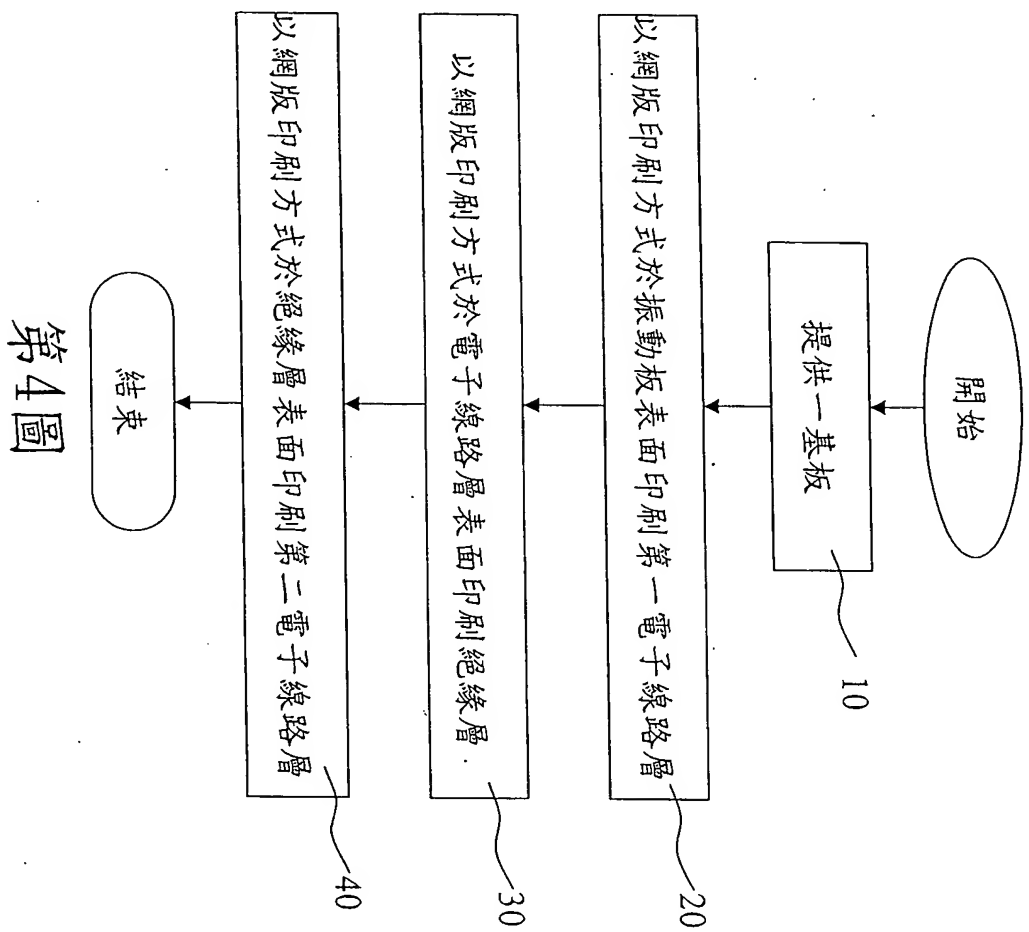 開始
提供一基板
10
以網版印刷方式於振動板表面印刷第一電子線路層
20
以網版印刷方式於電子線路層表面印刷絕緣層
30
以網版印刷方式於絕緣層表面印刷第二電子線路層
40
結束
第4圖